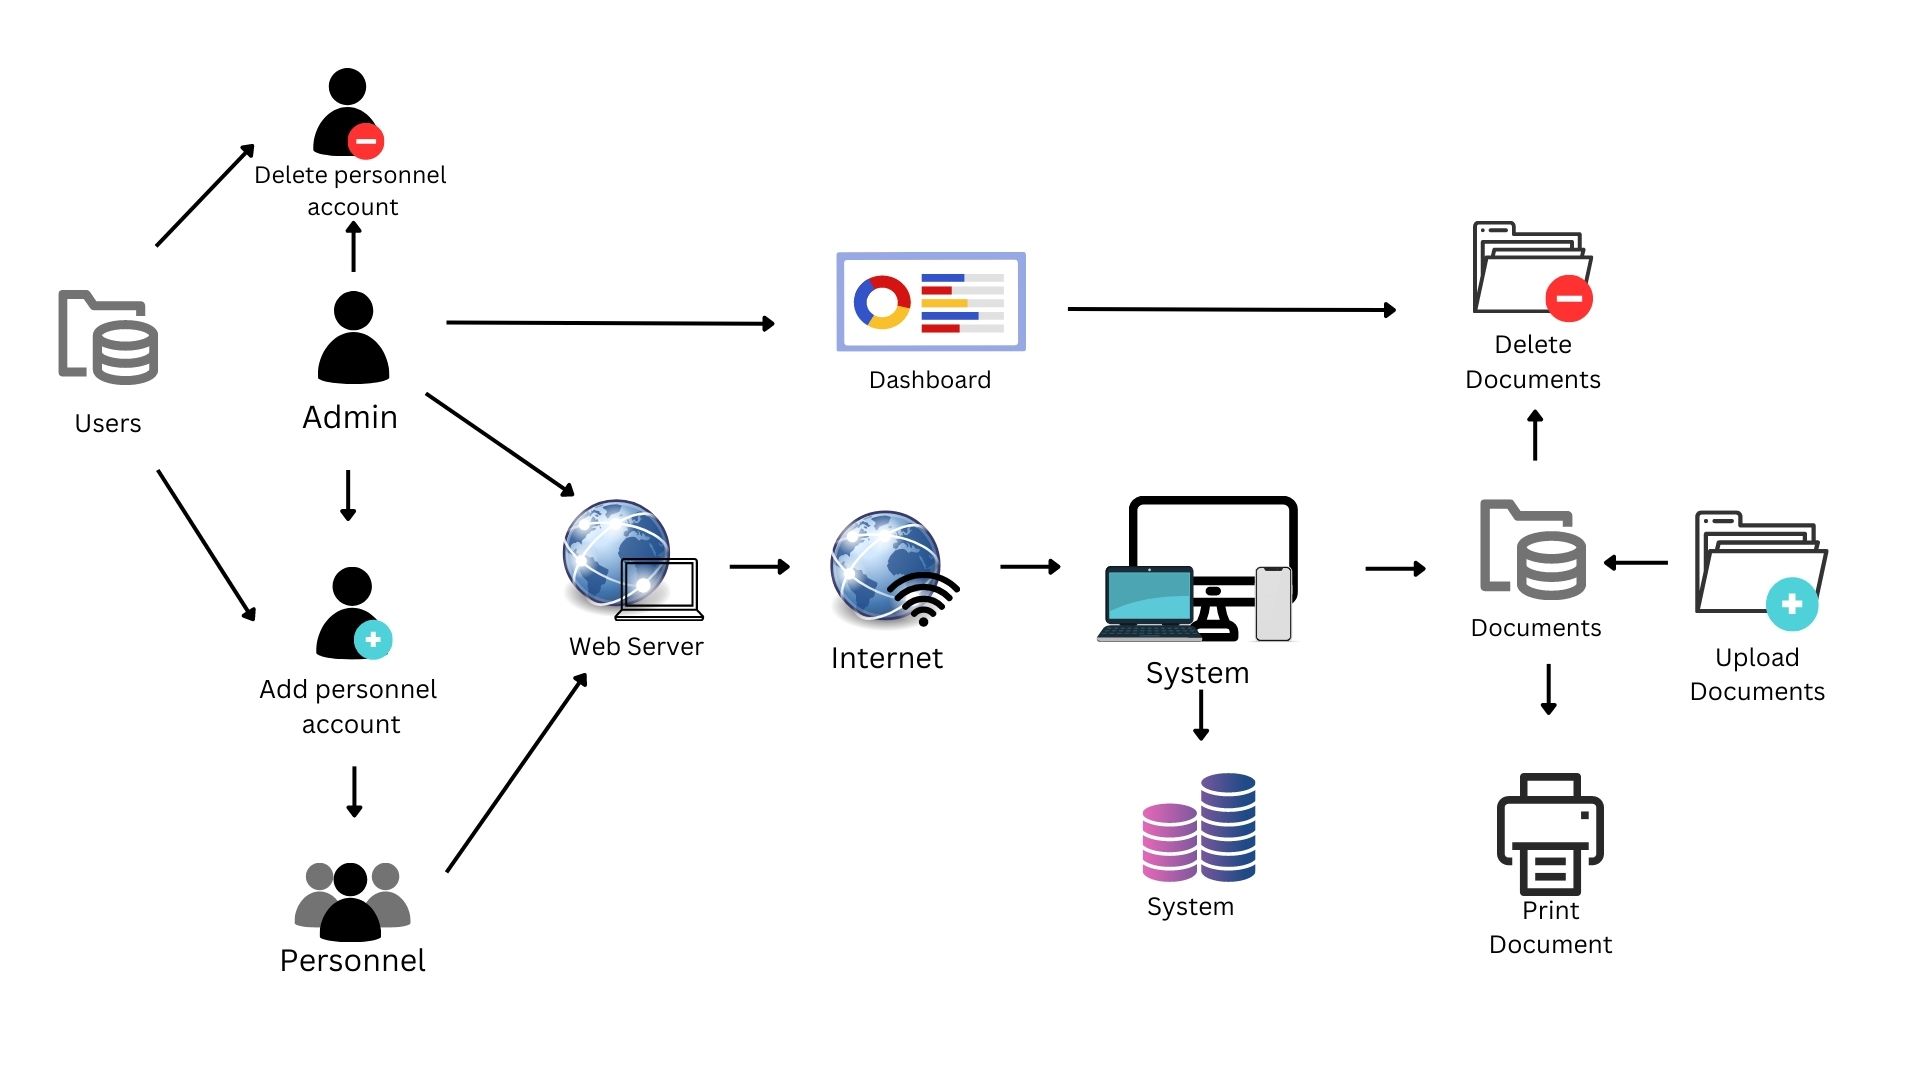 Delete personnel
account
Users
Admin
Dashboard
Delete
Documents
Web Server
Internet
System
Documents
Upload
Documents
Add personnel
account
System
Print
Document
Personnel